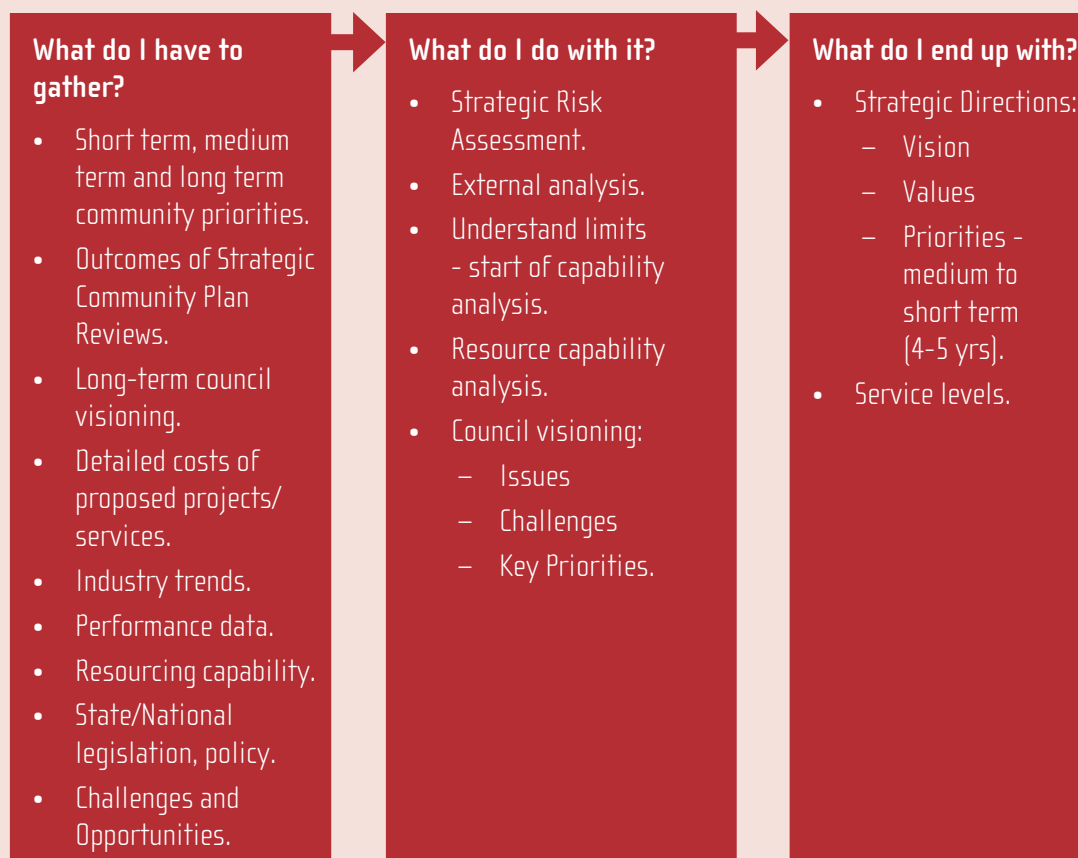 What do I have to
gather?
• Short term, medium
term and long term
community priorities.
• Outcomes of Strategic
Community Plan
Reviews.
• Long-term council
visioning.
• Detailed costs of
proposed projects/
services.
• Industry trends.
• Performance data.
• Resourcing capability.
• State/National
legislation, policy.
• Challenges and
Opportunities.
What do I do with it?
• Strategic Risk
Assessment.
• External analysis.
• Understand limits
- start of capability
analysis.
• Resource capability
analysis.
• Council visioning:
– Issues
– Challenges
– Key Priorities.
What do I end up with?
• Strategic Directions:
– Vision
– Values
– Priorities -
medium to
short term
(4-5 yrs).
• Service levels.